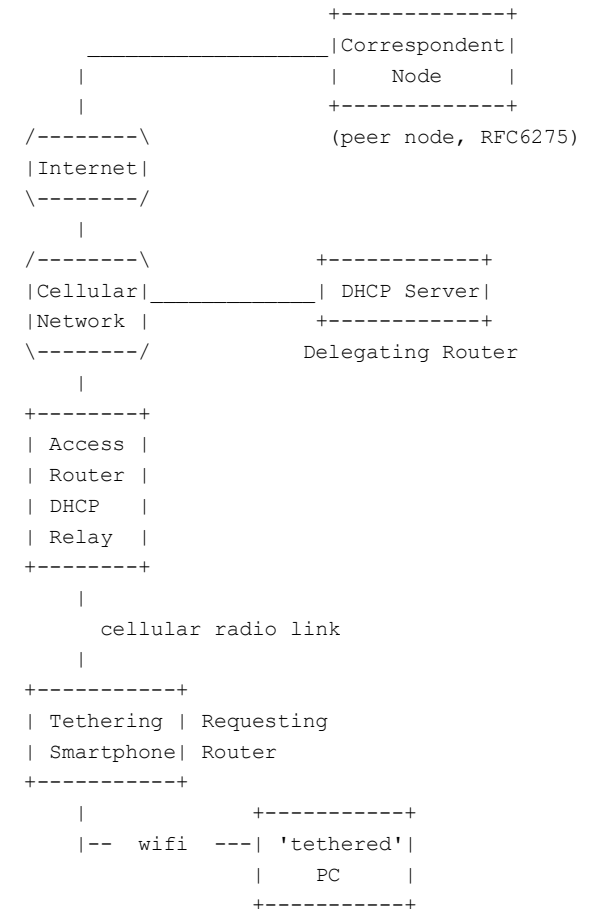 Correspondent
Node
(peer node, RFC6275)
Internet
Cellular DHCP Server
Network
Delegating Router
Access
Router
DHCP
Relay
cellular radio link
Tethering Requesting
Smartphone Router
wifi 'tethered'
PC